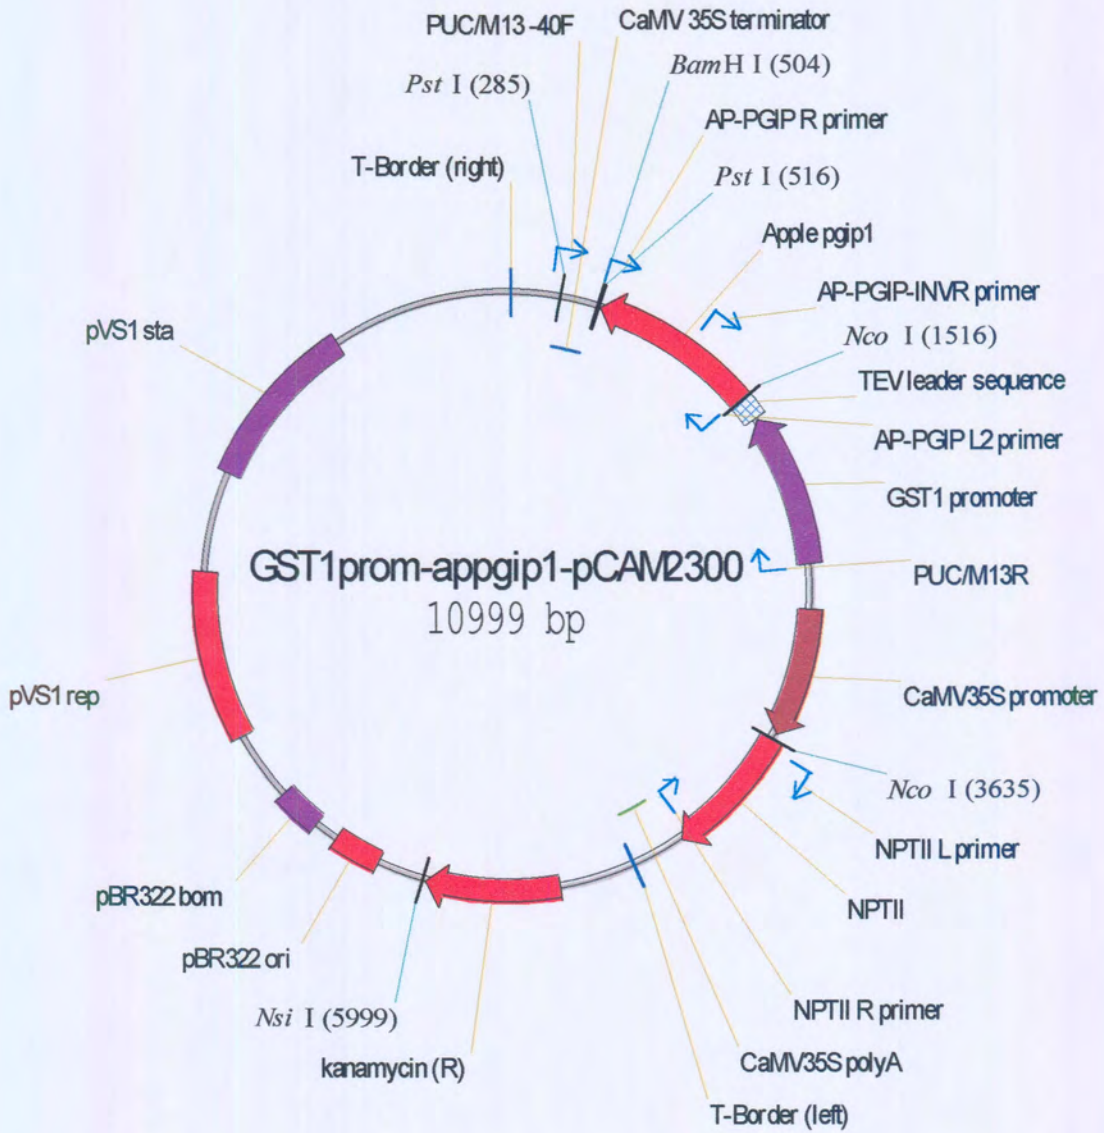 PUC/M13 -40F
CaMV 35S terminator
Pst I (285)
BamH I (504)
AP-PGIP R primer
T-Border (right)
Pst I (516)
Apple pgip1
AP-PGIP-INVR primer
pVS1 sta
Nco I (1516)
TEV leader sequence
AP-PGIP L2 primer
GST1 promoter
GST1prom-appgip1-pCAM2300
10999 bp
PUC/M13R
pVS1 rep
CaMV35S promoter
Nco I (3635)
NPTII L primer
pBR322 bom
NPTII
pBR322 ori
NPTII R primer
Nsi I (5999)
kanamycin (R)
CaMV35S polyA
T-Border (left)